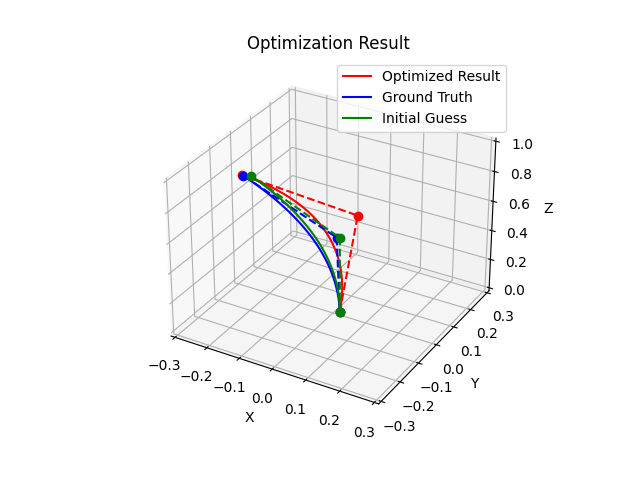 Optimization Result
Optimized Result
Ground Truth
Initial Guess
1.0
0.8
0.6
0.4
0.2
0.0
Z
−0.3
−0.2
−0.1
0.0
0.1
0.2
0.3
X
−0.3
−0.2
−0.1
0.0
0.1
0.2
0.3
Y